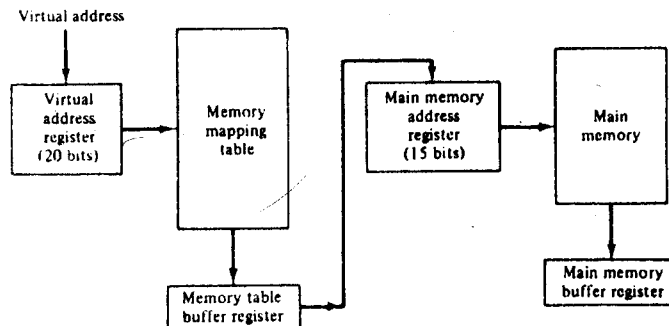 Virtual address
Virtual
address
register
(20 bits)
Memory
mapping
table
Memory table
buffer register
Main memory
address
register
(15 bits)
Main
memory
Main memory
buffer register